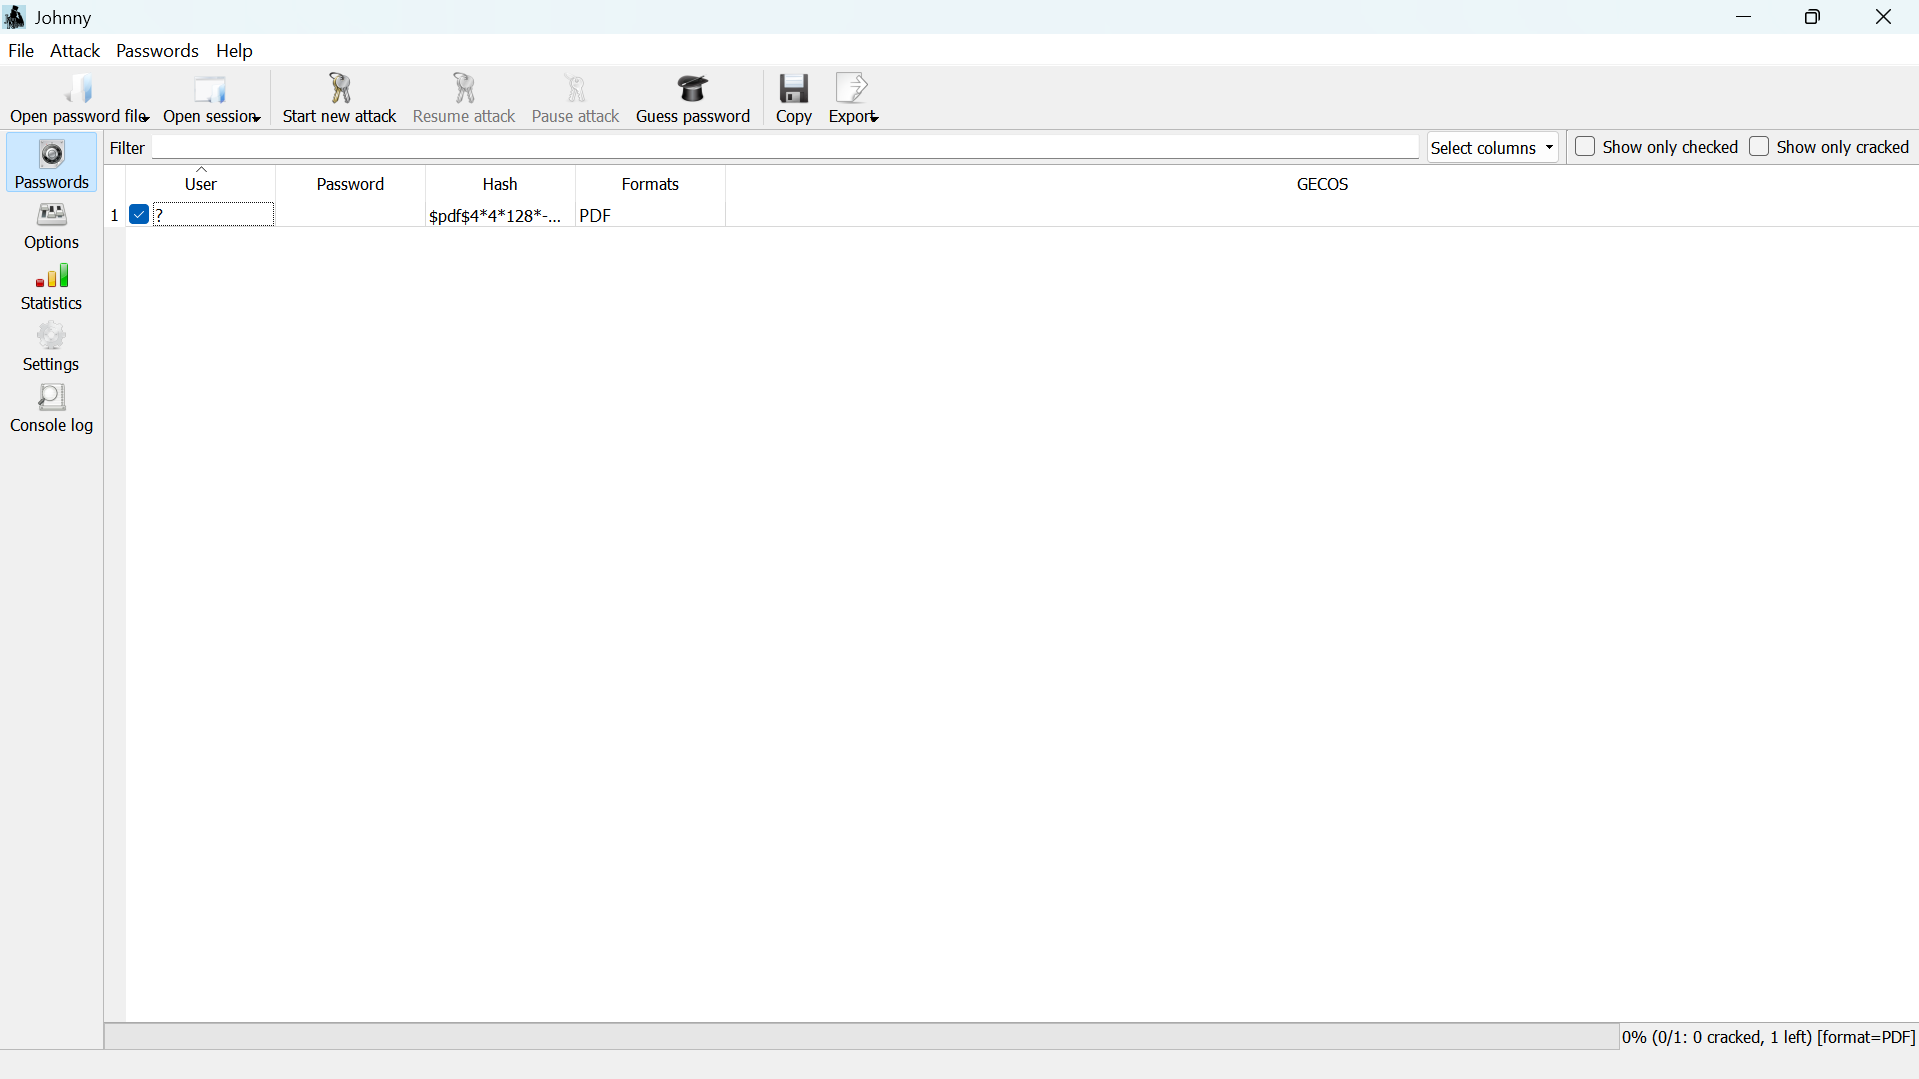 Johnny
File Attack Passwords Help
Open password file Open session Start new attack Resume attack Pause attack Guess password Copy Export
Passwords
Options
Statistics
Settings
Console log
Filter Select columns Show only checked Show only cracked
User Password Hash Formats GECOS
1 ? $pdf$4*4*128*-... PDF
0% (0/1: 0 cracked, 1 left) [format=PDF]